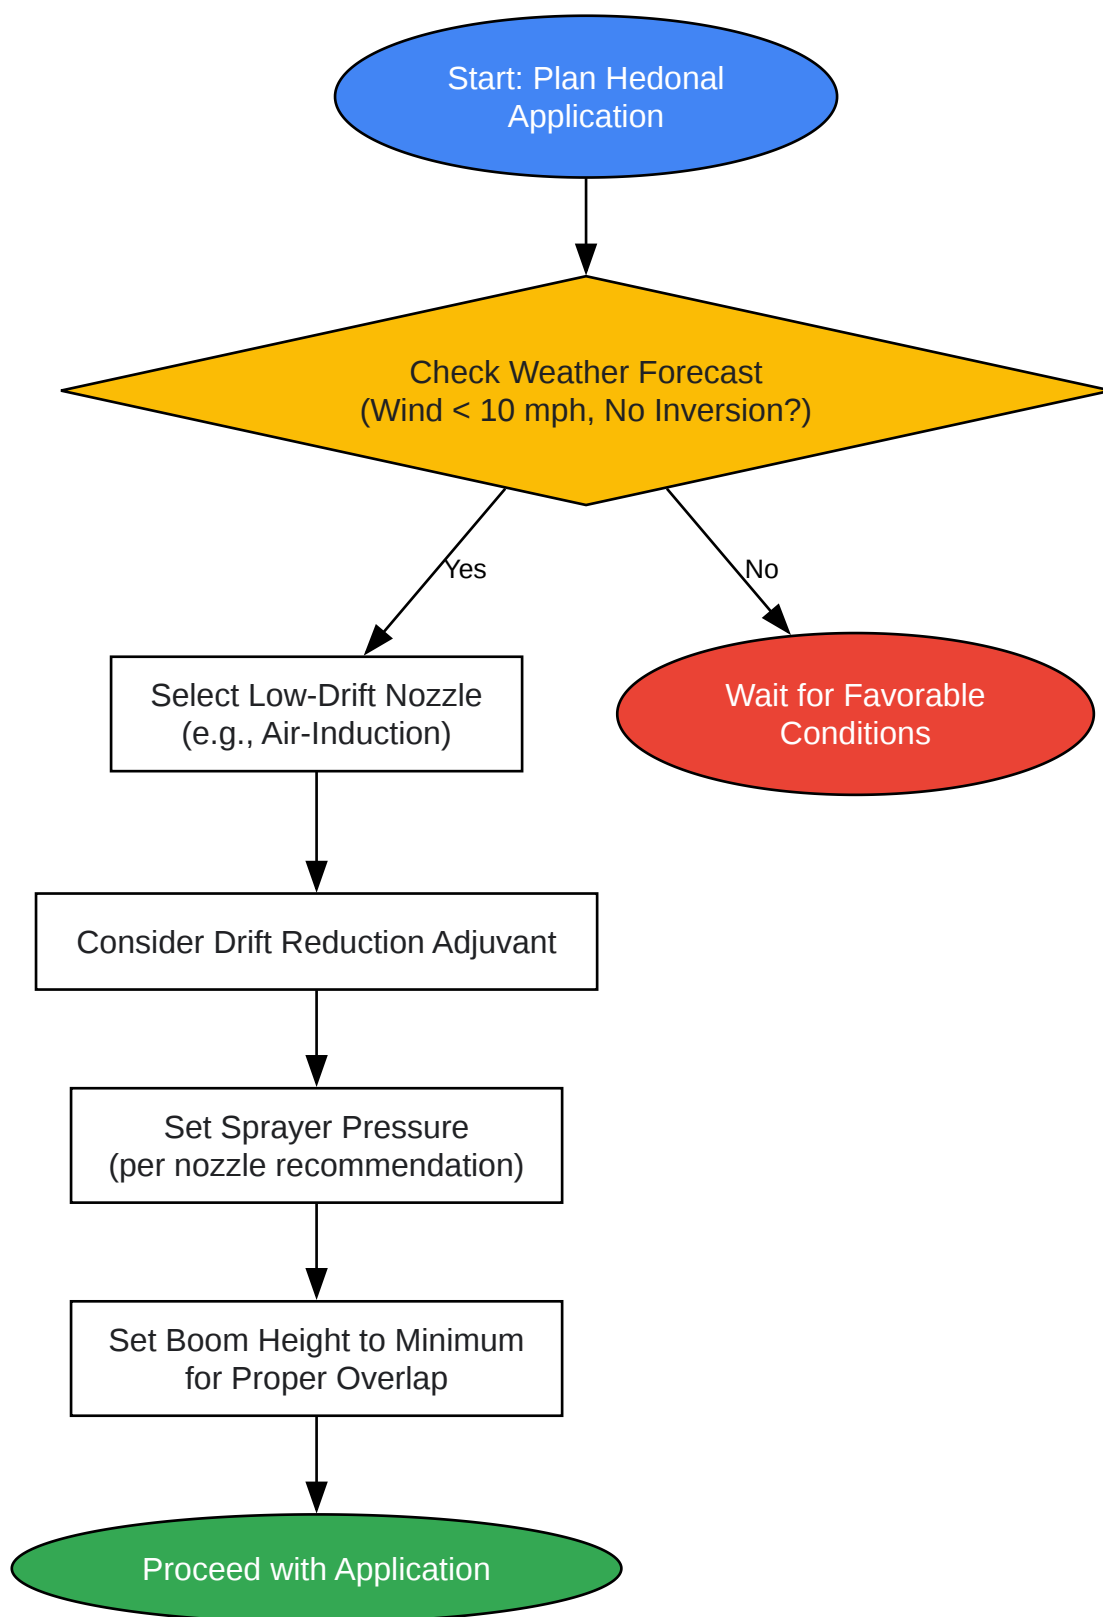 Start: Plan Hedonal
Application
Check Weather Forecast
(Wind < 10 mph, No Inversion?)
Yes
No
Select Low-Drift Nozzle
(e.g., Air-Induction)
Wait for Favorable
Conditions
Consider Drift Reduction Adjuvant
Set Sprayer Pressure
(per nozzle recommendation)
Set Boom Height to Minimum
for Proper Overlap
Proceed with Application